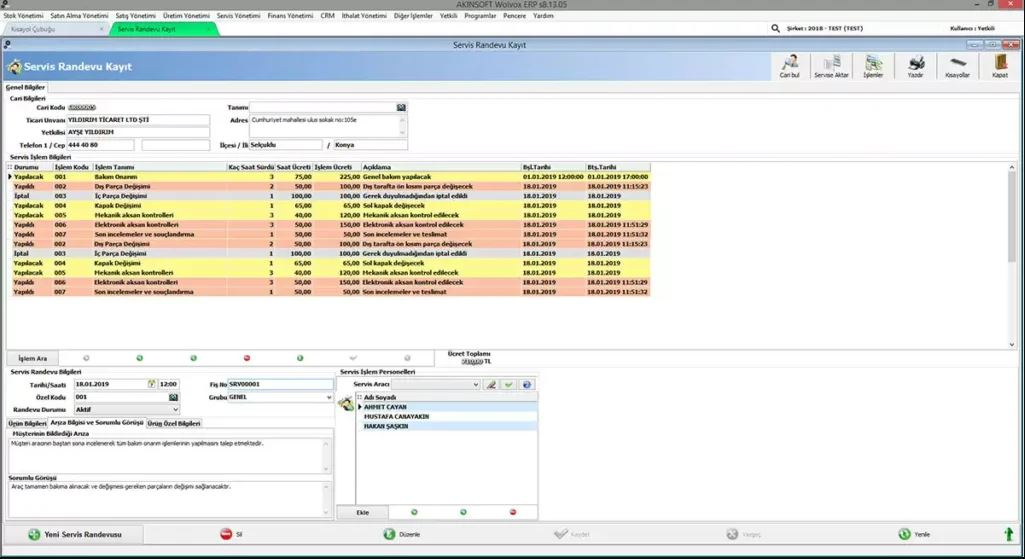 AKINSOFT Wolvox ERP s8.13.05
Stok Yönetimi Satın Alma Yönetimi Satış Yönetimi Üretim Yönetimi Servis Yönetimi Finans Yönetimi CRM İthalat Yönetimi Diğer İşlemler E-Ticaret Yetkili Programlar Pencere Yardım
Kısayol Çubuğu Servis Randevu Kayıt Şirket : 2018 - TEST (TEST) Kullanıcı : Yetkili
Servis Randevu Kayıt
Servis Randevu Kayıt
Cari bul Servise Aktar İşlemler Yazdır Kısayollar Kapat
Genel Bilgiler
Cari Bilgileri
Cari Kodu Tanımı
Ticari Unvanı YILDIRIM TİCARET LTD ŞTİ Adres Cumhuriyet mahallesi ulus sokak no:105e
Yetkilisi AYŞE YILDIRIM
Telefon 1 / Cep 444 40 80 İlçesi / İli Selçuklu / Konya
Servis İşlem Bilgileri
Durumu İşlem Kodu İşlem Tanımı Kaç Saat Sürdü Saat Ücreti İşlem Ücreti Açıklama Bşl.Tarihi Btş.Tarihi
Yapılacak 001 Bakım Onarım 3 75,00 225,00 Genel bakım yapılacak 01.01.2019 12:00:00 01.01.2019 17:00:00
Yapıldı 002 Dış Parça Değişimi 2 50,00 100,00 Dış tarafta ön kısım parça değişecek 18.01.2019 18.01.2019 11:15:23
İptal 003 İç Parça Değişimi 1 100,00 100,00 Gerek duyulmadığından iptal edildi 18.01.2019 18.01.2019
Yapılacak 004 Kapak Değişimi 1 65,00 65,00 Sol kapak değişecek 18.01.2019 18.01.2019
Yapılacak 005 Mekanik aksan kontrolleri 3 40,00 120,00 Mekanik aksan kontrol edilecek 18.01.2019 18.01.2019
Yapıldı 006 Elektronik aksan kontrolleri 3 50,00 150,00 Elektronik aksan kontrol edilecek 18.01.2019 18.01.2019 11:51:29
Yapıldı 007 Son incelemeler ve souçlandırma 1 50,00 50,00 Son incelemeler ve teslimat 18.01.2019 18.01.2019 11:51:32
Yapıldı 002 Dış Parça Değişimi 2 50,00 100,00 Dış tarafta ön kısım parça değişecek 18.01.2019 18.01.2019 11:15:23
İptal 003 İç Parça Değişimi 1 100,00 100,00 Gerek duyulmadığından iptal edildi 18.01.2019 18.01.2019
Yapılacak 004 Kapak Değişimi 1 65,00 65,00 Sol kapak değişecek 18.01.2019 18.01.2019
Yapılacak 005 Mekanik aksan kontrolleri 3 40,00 120,00 Mekanik aksan kontrol edilecek 18.01.2019 18.01.2019
Yapıldı 006 Elektronik aksan kontrolleri 3 50,00 150,00 Elektronik aksan kontrol edilecek 18.01.2019 18.01.2019 11:51:29
Yapıldı 007 Son incelemeler ve souçlandırma 1 50,00 50,00 Son incelemeler ve teslimat 18.01.2019 18.01.2019 11:51:32
İşlem Ara Ücret Toplamı
TL
Servis Randevu Bilgileri Servis İşlem Personelleri
Tarihi/Saati 18.01.2019 12:00 Fiş No SRV00001 Servis Aracı
Özel Kodu 001 Grubu GENEL Adı Soyadı
Randevu Durumu Aktif AHMET CAYAN
MUSTAFA CANAYAKIN
Ürün Bilgileri Arıza Bilgisi ve Sorumlu Görüşü Ürün Özel Bilgileri HAKAN ŞAŞKIN
Müşterinin Bildirdiği Arıza
Müşteri aracının baştan sona incelenerek tüm bakım onarım işlemlerinin yapılmasını talep etmektedir.
Sorumlu Görüşü
Araç tamamen bakıma alınacak ve değişmesi gereken parçaların değişimi sağlanacaktır.
Ekle
Yeni Servis Randevusu Sil Düzenle Kaydet Vazgeç Yenile